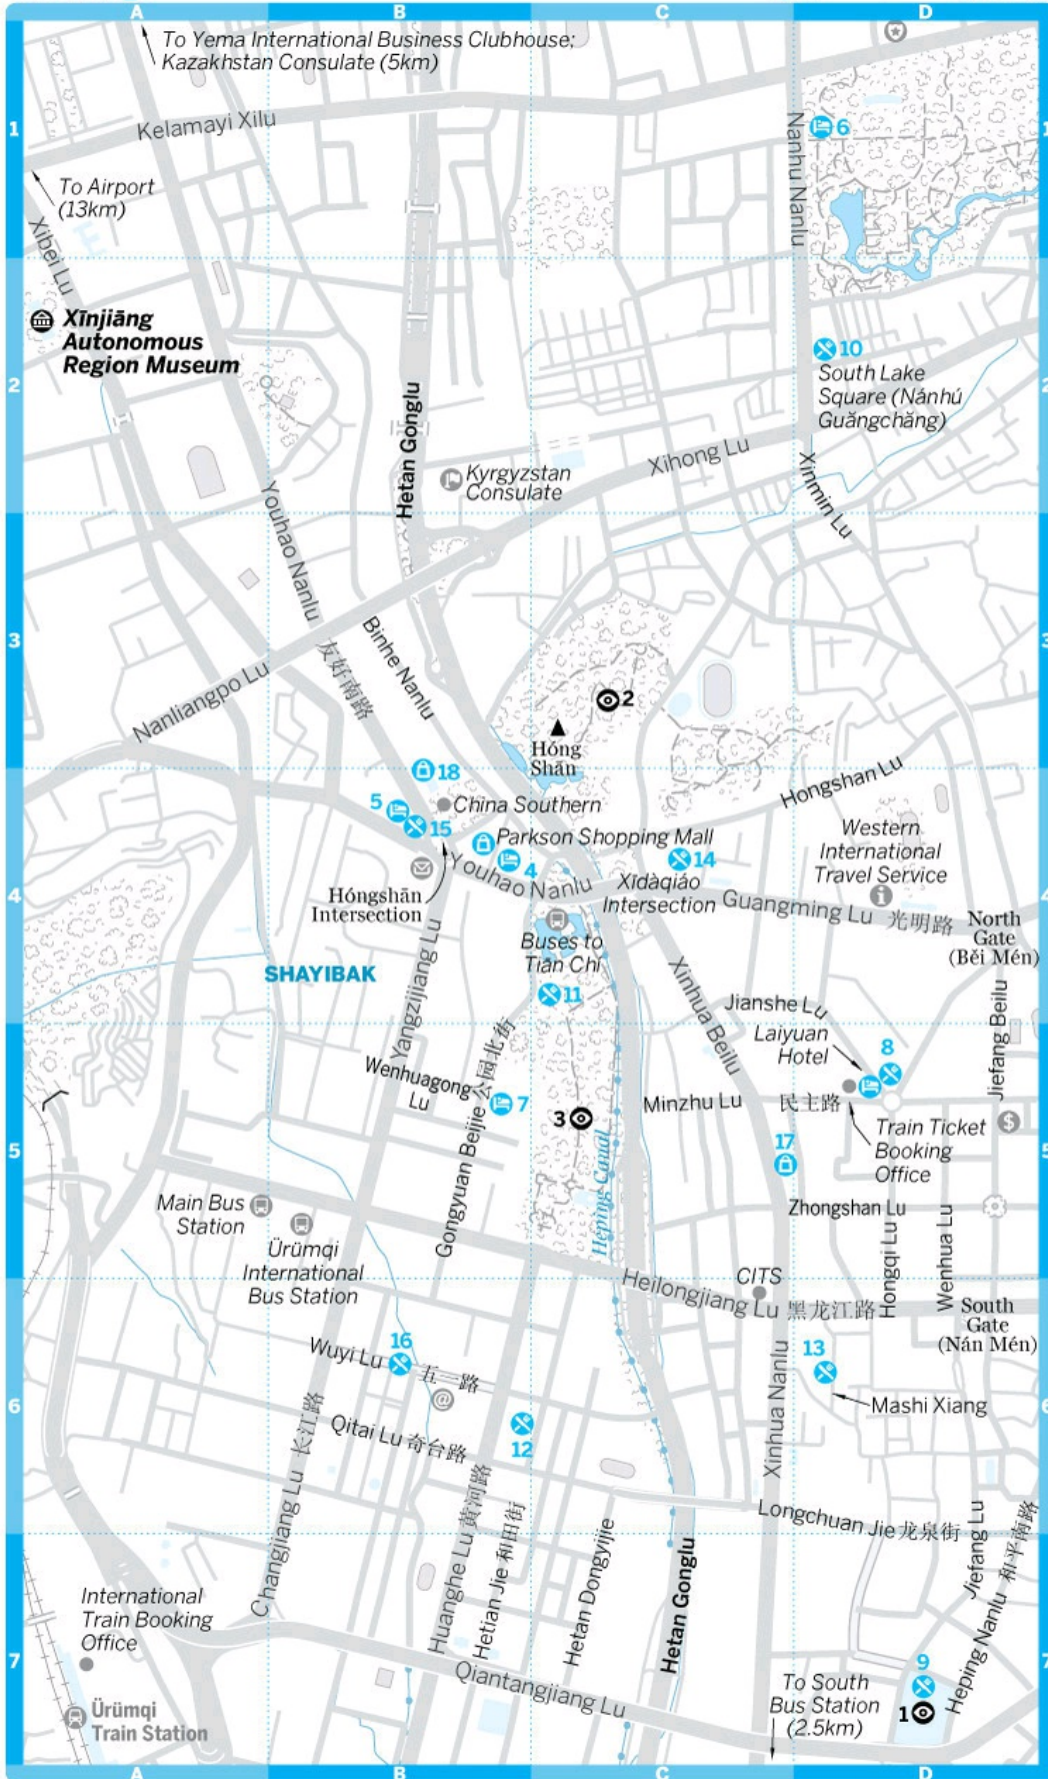 A
B
C
D
To Yema International Business Clubhouse;
Kazakhstan Consulate (5km)
1
Kelamayi Xilu
Nanhu Nanlu
6
1
To Airport
(13km)
Xibei Lu
Xīnjiāng
Autonomous
Region Museum
2
10
South Lake
Square (Nánhú
Guǎngchǎng)
2
Hetan Gonglu
Kyrgyzstan
Consulate
Xihong Lu
Xinmin Lu
Youhao Nanlu
友好南路
Binhe Nanlu
3
3
Nanliangpo Lu
2
Hóng
Shān
18
Hongshan Lu
5
China Southern
15
Parkson Shopping Mall
4
14
Western
International
Travel Service
Youhao Nanlu
Hóngshān
Intersection
Xīdàqiáo
Intersection
4
Guangming Lu 光明路
North
Gate
(Běi Mén)
Buses to
Tiān Chí
SHAYIBAK
11
Yangzijiang Lu
Xinhua Beilu
Jianshe Lu
Jiefang Beilu
Laiyuan
Hotel
8
Wenhuagong
Lu
Gongyuan Beijie 公园北街
7
3
Minzhu Lu
民主路
Train Ticket
Booking
Office
$
5
5
17
Heping Canal
Main Bus
Station
Ürümqi
International
Bus Station
Zhongshan Lu
Hongqi Lu
Wenhua Lu
CITS
Heilongjiang Lu 黑龙江路
South
Gate
(Nán Mén)
16
Wuyi Lu 五一路
@
13
Mashi Xiang
6
6
Qitai Lu 奇台路
12
Changjiang Lu 长江路
Xinhua Nanlu
Longchuan Jie 龙泉街
Huanghe Lu 黄河路
Hetian Jie 和田街
Hetan Dongyijie
Hetan Gonglu
Jiefang Lu
Heping Nanlu 和平南路
International
Train Booking
Office
7
7
Qiantangjiang Lu
Ürümqi
Train Station
To South
Bus Station
(2.5km)
9
1
A
B
C
D